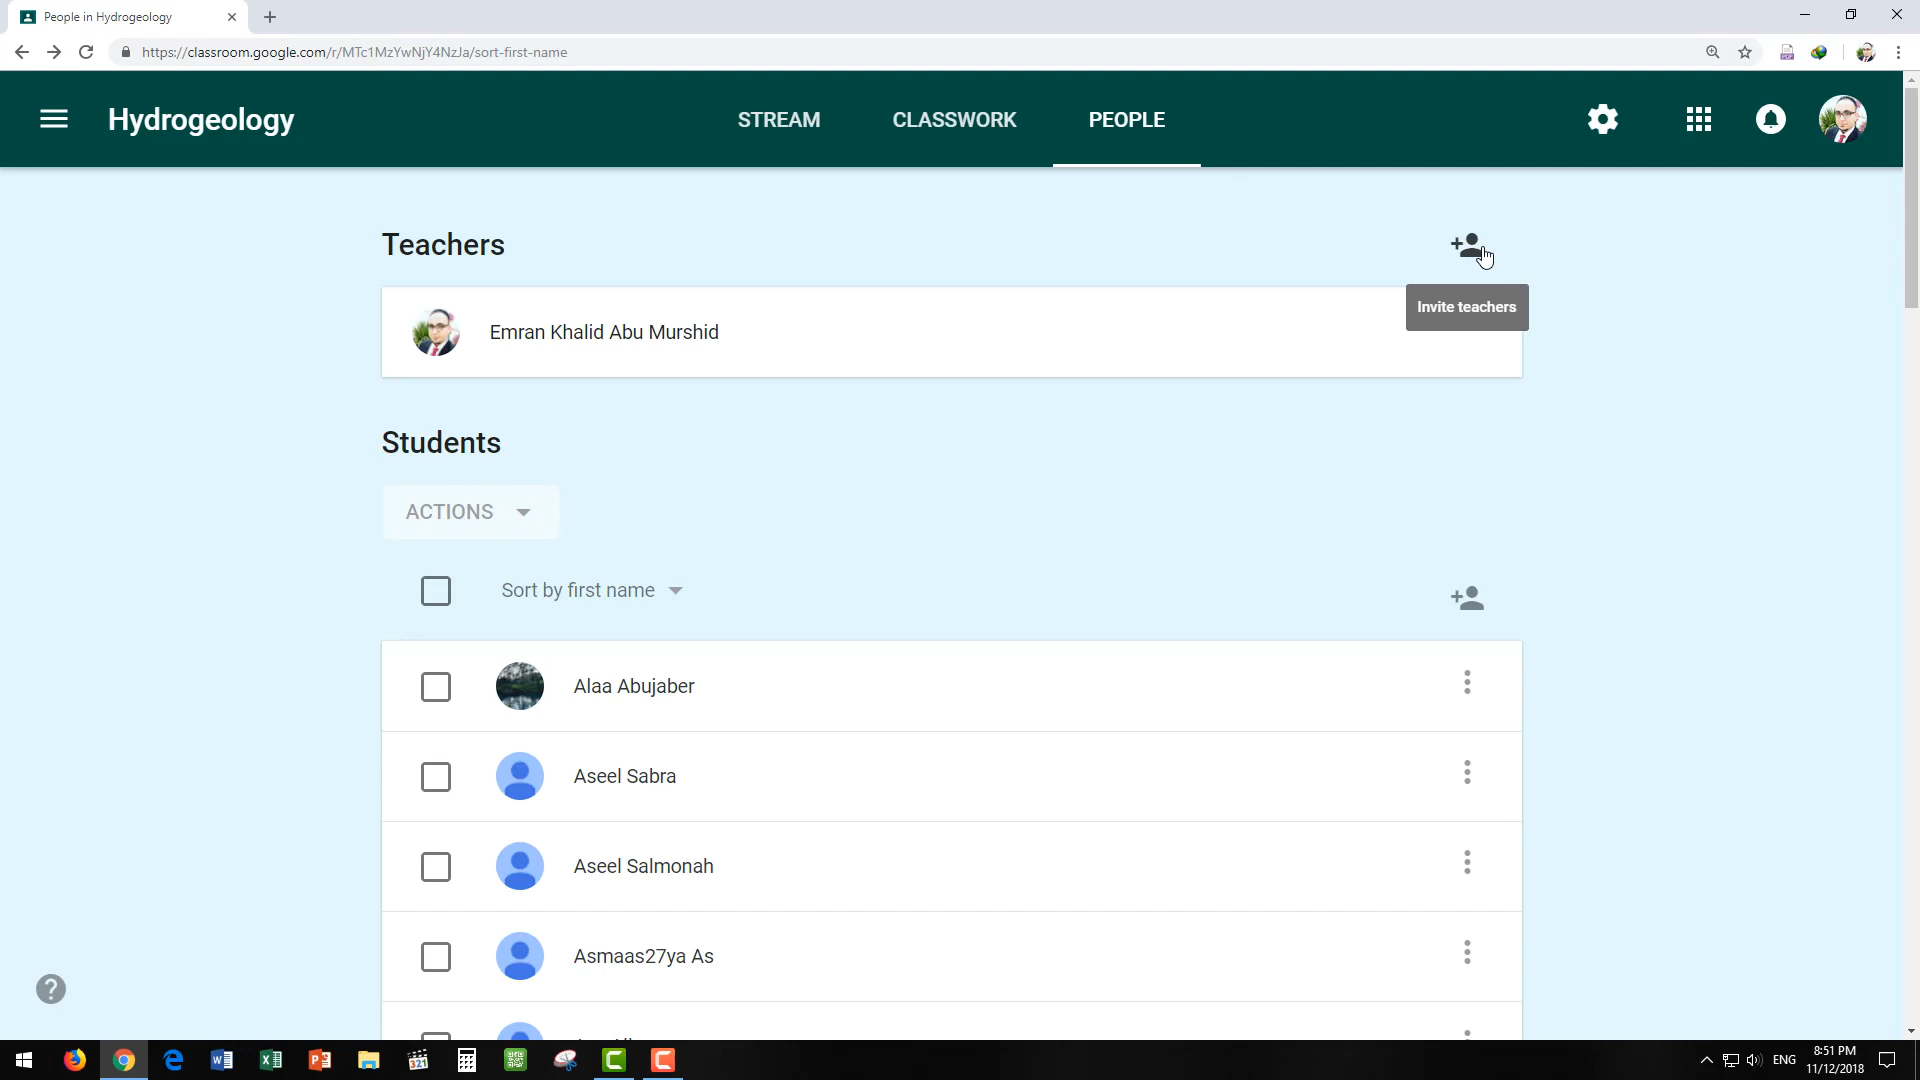 People in Hydrogeology
https://classroom.google.com/r/MTc1MzYwNjY4NzJa/sort-first-name
Hydrogeology
STREAM
CLASSWORK
PEOPLE
Teachers
Invite teachers
Emran Khalid Abu Murshid
Students
ACTIONS
Sort by first name
Alaa Abujaber
Aseel Sabra
Aseel Salmonah
Asmaas27ya As
ENG
8:51 PM
11/12/2018